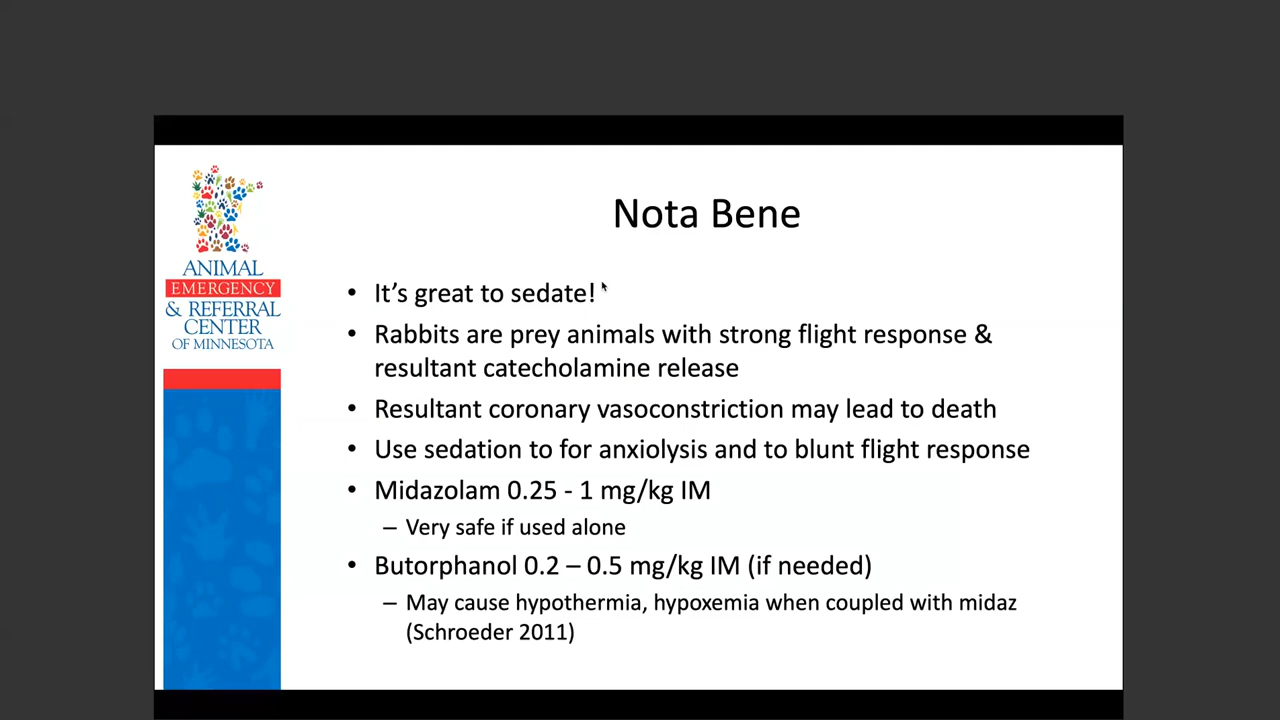 ANIMAL
EMERGENCY
& REFERRAL
CENTER
OF MINNESOTA
Nota Bene
• It’s great to sedate!
• Rabbits are prey animals with strong flight response &
resultant catecholamine release
• Resultant coronary vasoconstriction may lead to death
• Use sedation to for anxiolysis and to blunt flight response
• Midazolam 0.25 - 1 mg/kg IM
– Very safe if used alone
• Butorphanol 0.2 – 0.5 mg/kg IM (if needed)
– May cause hypothermia, hypoxemia when coupled with midaz
(Schroeder 2011)